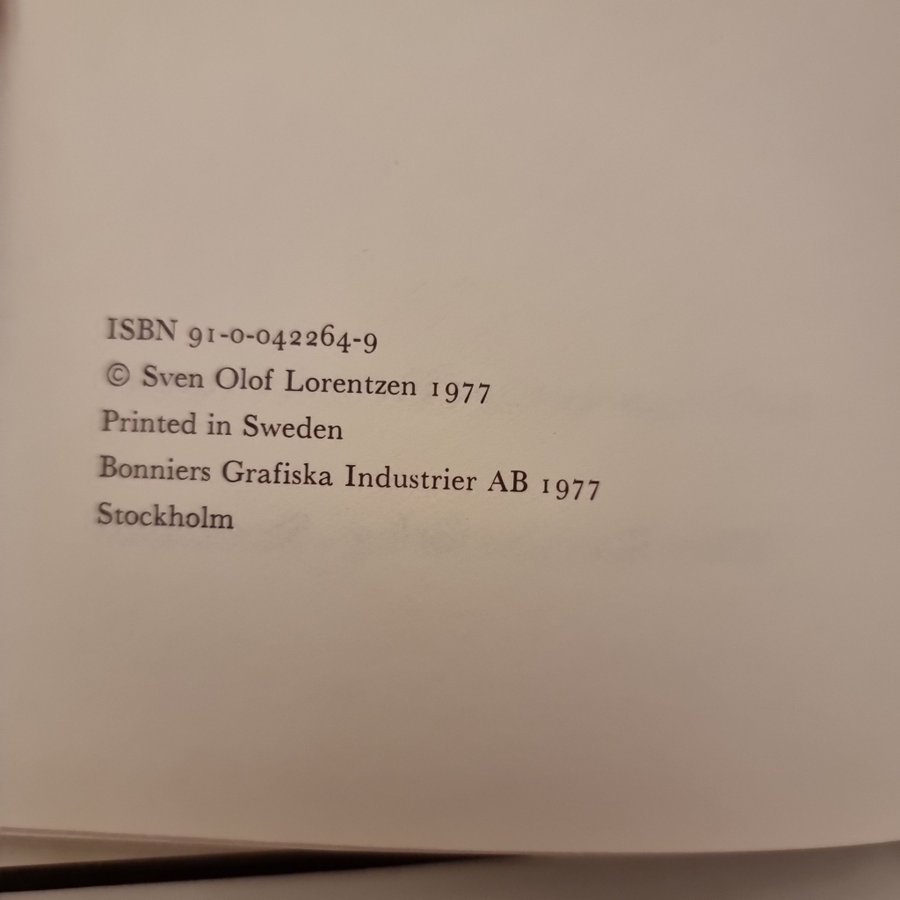 ISBN 91-0-042264-9
© Sven Olof Lorentzen 1977
Printed in Sweden
Bonniers Grafiska Industrier AB 1977
Stockholm